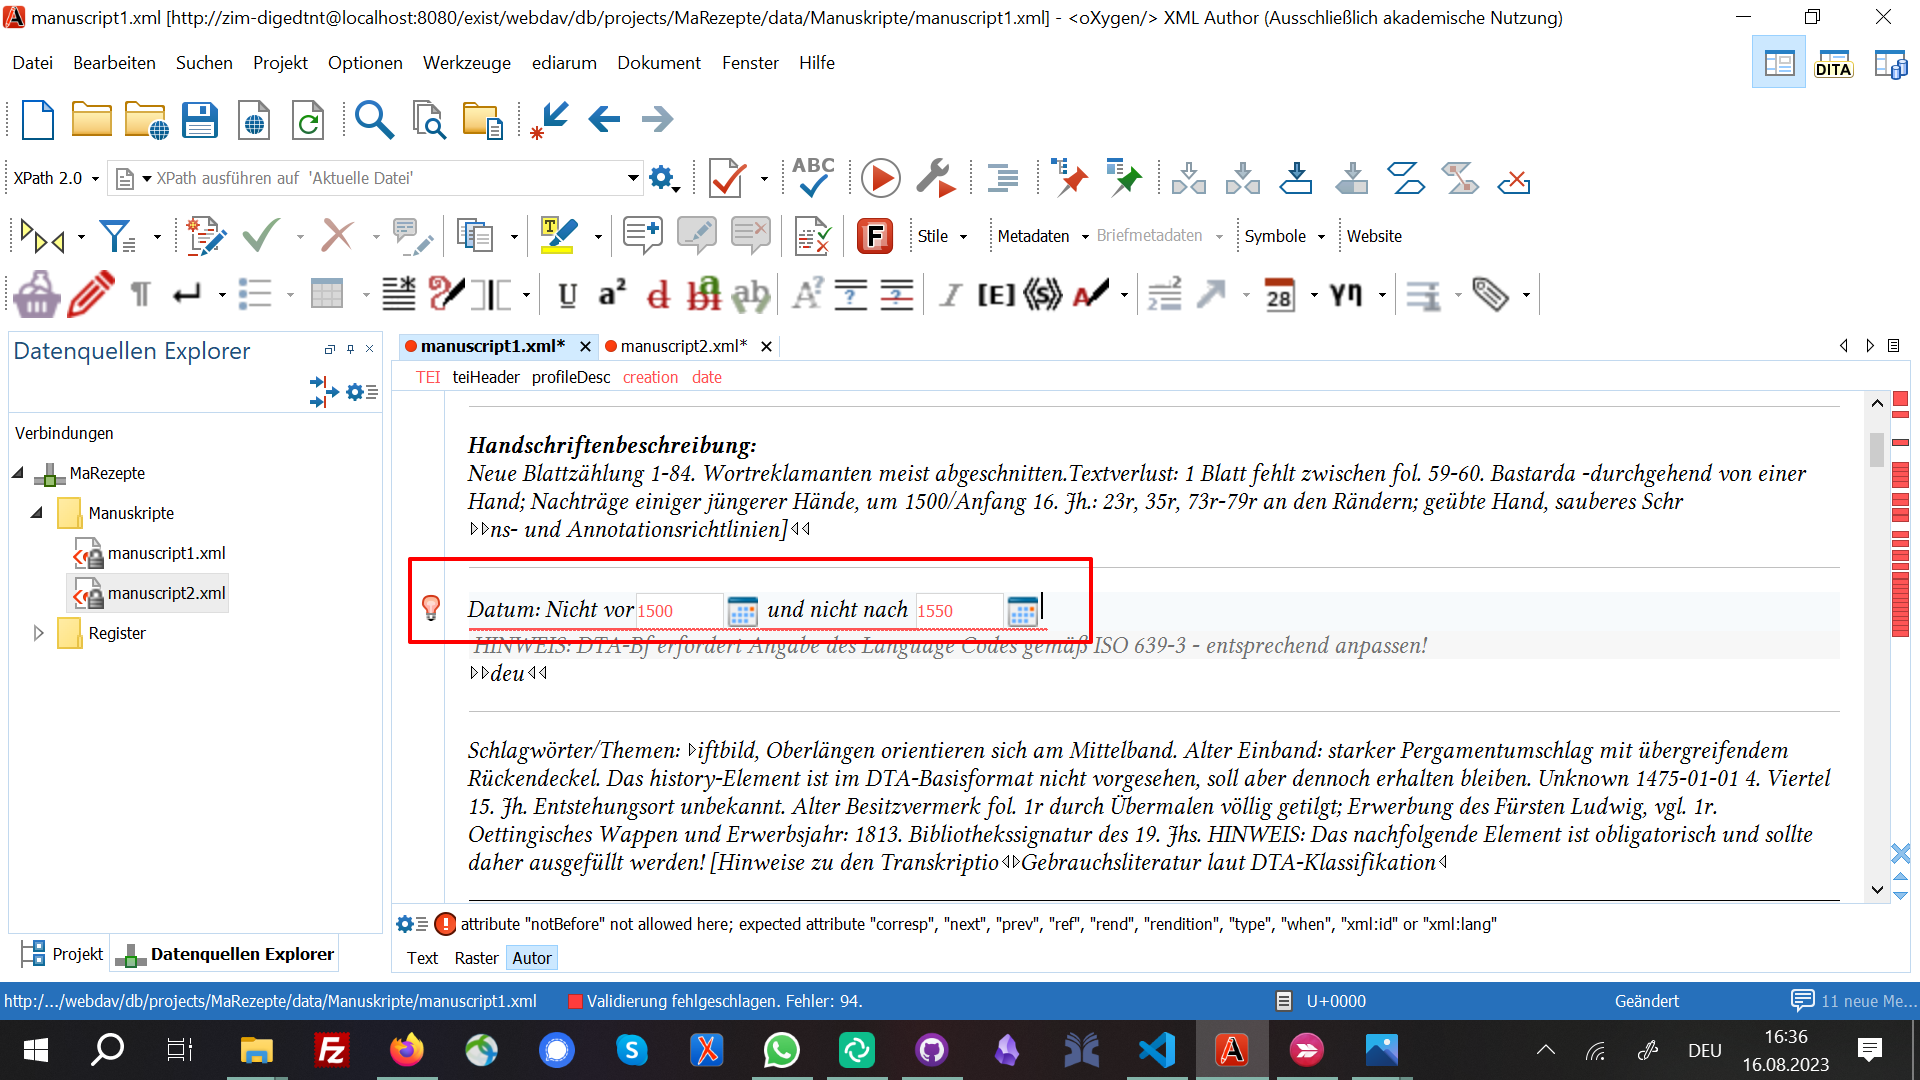 manuscript1.xml [http://zim-digedtnt@localhost:8080/exist/webdav/db/projects/MaRezepte/data/Manuskripte/manuscript1.xml] - <oXygen/> XML Author (Ausschließlich akademische Nutzung)
Datei Bearbeiten Suchen Projekt Optionen Werkzeuge ediarum Dokument Fenster Hilfe
DITA
XPath 2.0 XPath ausführen auf 'Aktuelle Datei'
ABC
T F Stile Metadaten Briefmetadaten Symbole Website
U a² d a A? I [E] (S) A 28 γη
Datenquellen Explorer
manuscript1.xml* manuscript2.xml*
TEI teiHeader profileDesc creation date
Verbindungen
MaRezepte
Manuskripte
manuscript1.xml
manuscript2.xml
Register
Handschriftenbeschreibung:
Neue Blattzählung 1-84. Wortreklamanten meist abgeschnitten.Textverlust: 1 Blatt fehlt zwischen fol. 59-60. Bastarda -durchgehend von einer
Hand; Nachträge einiger jüngerer Hände, um 1500/Anfang 16. Jh.: 23r, 35r, 73r-79r an den Rändern; geübte Hand, sauberes Schr
ns- und Annotationsrichtlinien]
Datum: Nicht vor 1500 und nicht nach 1550
HINWEIS: DTA-Bf erfordert Angabe des Language Codes gemäß ISO 639-3 - entsprechend anpassen!
deu
Schlagwörter/Themen: iftbild, Oberlängen orientieren sich am Mittelband. Alter Einband: starker Pergamentumschlag mit übergreifendem
Rückendeckel. Das history-Element ist im DTA-Basisformat nicht vorgesehen, soll aber dennoch erhalten bleiben. Unknown 1475-01-01 4. Viertel
15. Jh. Entstehungsort unbekannt. Alter Besitzvermerk fol. 1r durch Übermalen völlig getilgt; Erwerbung des Fürsten Ludwig, vgl. 1r.
Oettingisches Wappen und Erwerbsjahr: 1813. Bibliothekssignatur des 19. Jhs. HINWEIS: Das nachfolgende Element ist obligatorisch und sollte
daher ausgefüllt werden! [Hinweise zu den Transkriptio Gebrauchsliteratur laut DTA-Klassifikation
attribute "notBefore" not allowed here; expected attribute "corresp", "next", "prev", "ref", "rend", "rendition", "type", "when", "xml:id" or "xml:lang"
Projekt Datenquellen Explorer
Text Raster Autor
http:/.../webdav/db/projects/MaRezepte/data/Manuskripte/manuscript1.xml Validierung fehlgeschlagen. Fehler: 94. U+0000 Geändert 11 neue Me...
DEU
16:36
16.08.2023